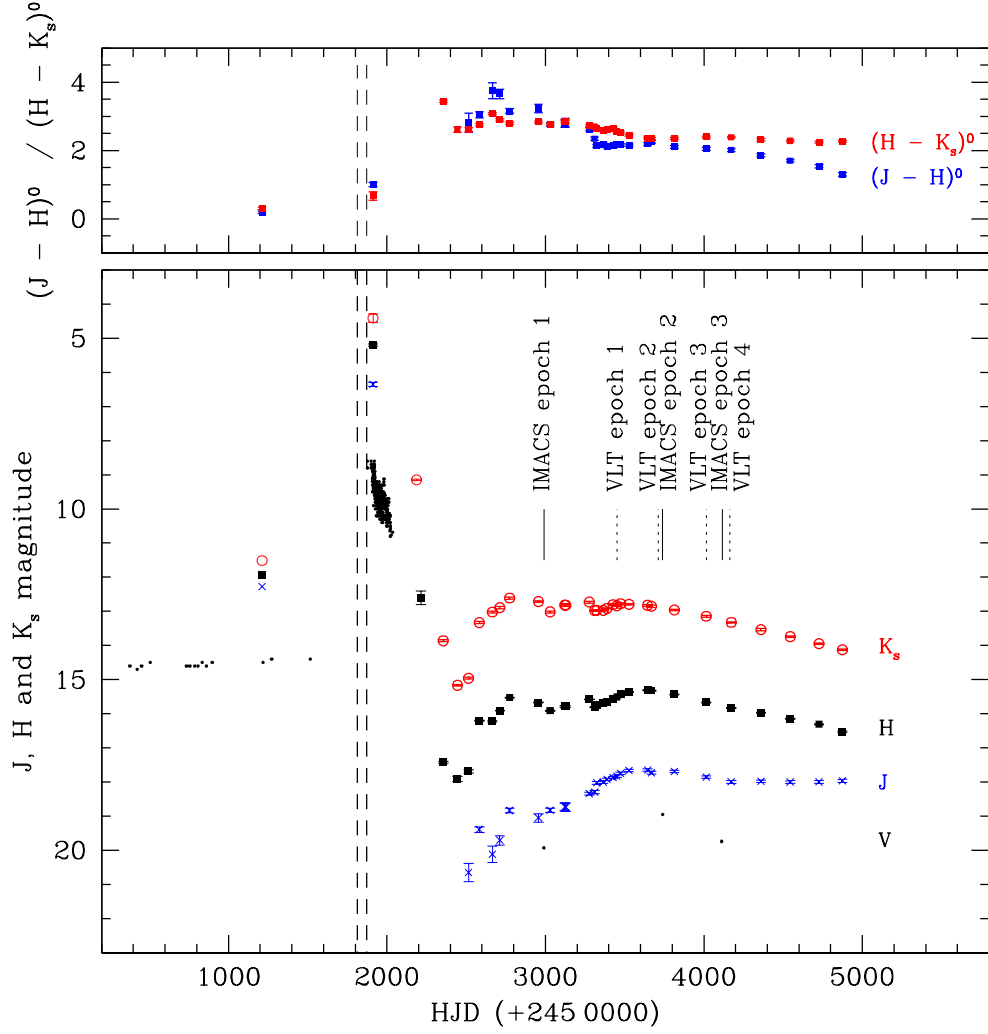 (J − H)⁰ / (H − Kₛ)⁰
4
2
0
(H − Kₛ)⁰
(J − H)⁰
J, H and Kₛ magnitude
5
10
15
20
IMACS epoch 1
VLT epoch 1
VLT epoch 2
IMACS epoch 2
VLT epoch 3
IMACS epoch 3
VLT epoch 4
Kₛ
H
J
V
1000
2000
3000
4000
5000
HJD (+245 0000)